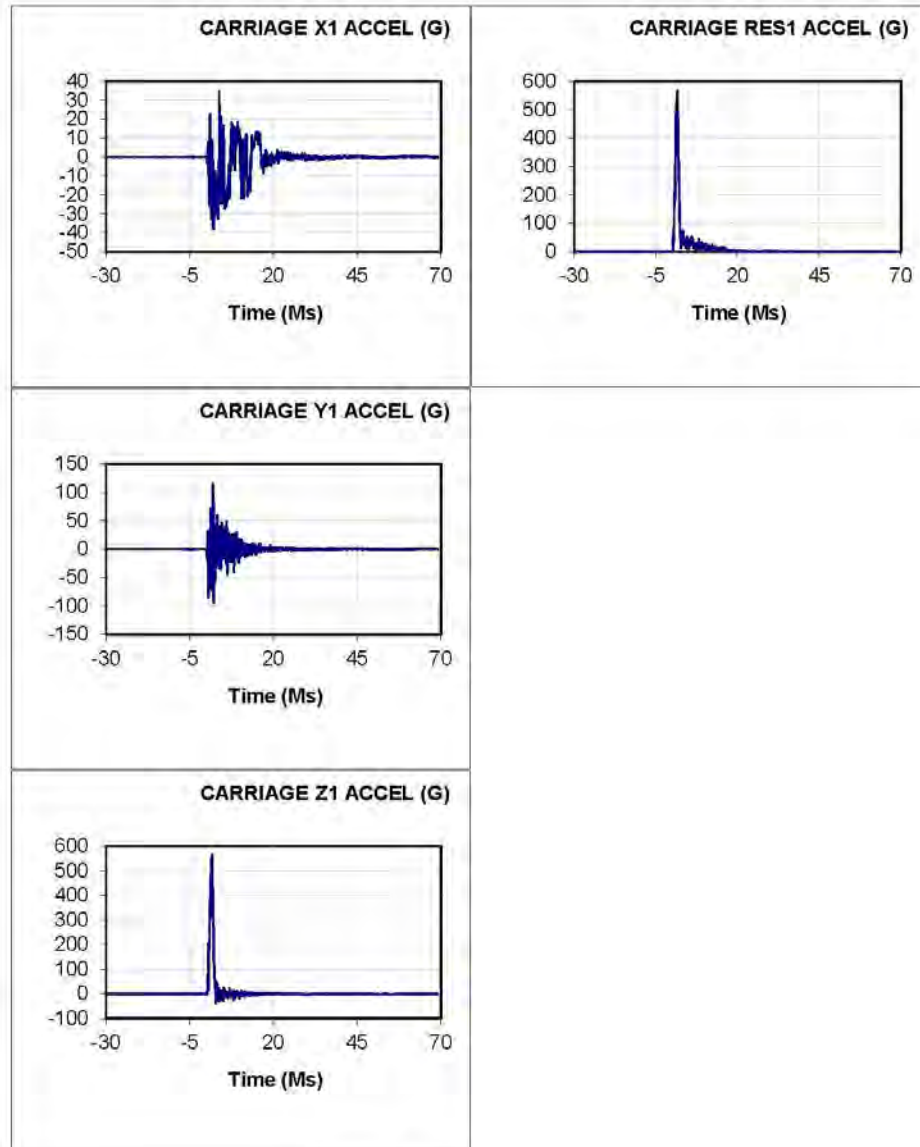 CARRIAGE X1 ACCEL (G)
40
30
20
10
0
-10
-20
-30
-40
-50
-30 -5 20 45 70
Time (Ms)
CARRIAGE RES1 ACCEL (G)
600
500
400
300
200
100
0
-30 -5 20 45 70
Time (Ms)
CARRIAGE Y1 ACCEL (G)
150
100
50
0
-50
-100
-150
-30 -5 20 45 70
Time (Ms)
CARRIAGE Z1 ACCEL (G)
600
500
400
300
200
100
0
-100
-30 -5 20 45 70
Time (Ms)